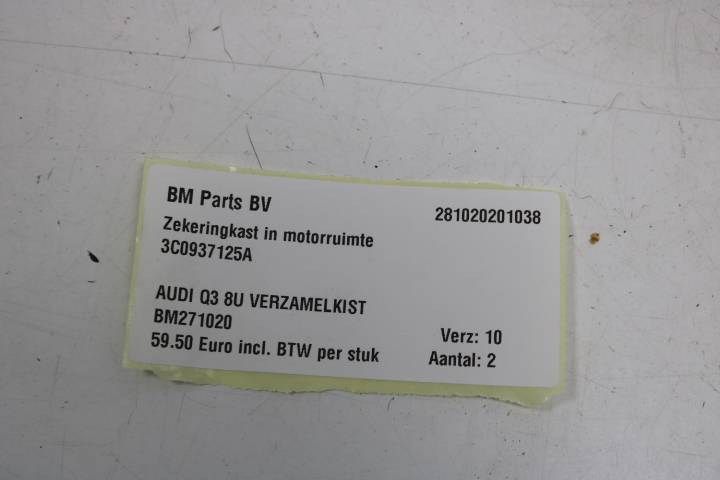 BM Parts BV 281020201038
Zekeringkast in motorruimte
3C0937125A
AUDI Q3 8U VERZAMELKIST
BM271020 Verz: 10
59.50 Euro incl. BTW per stuk Aantal: 2